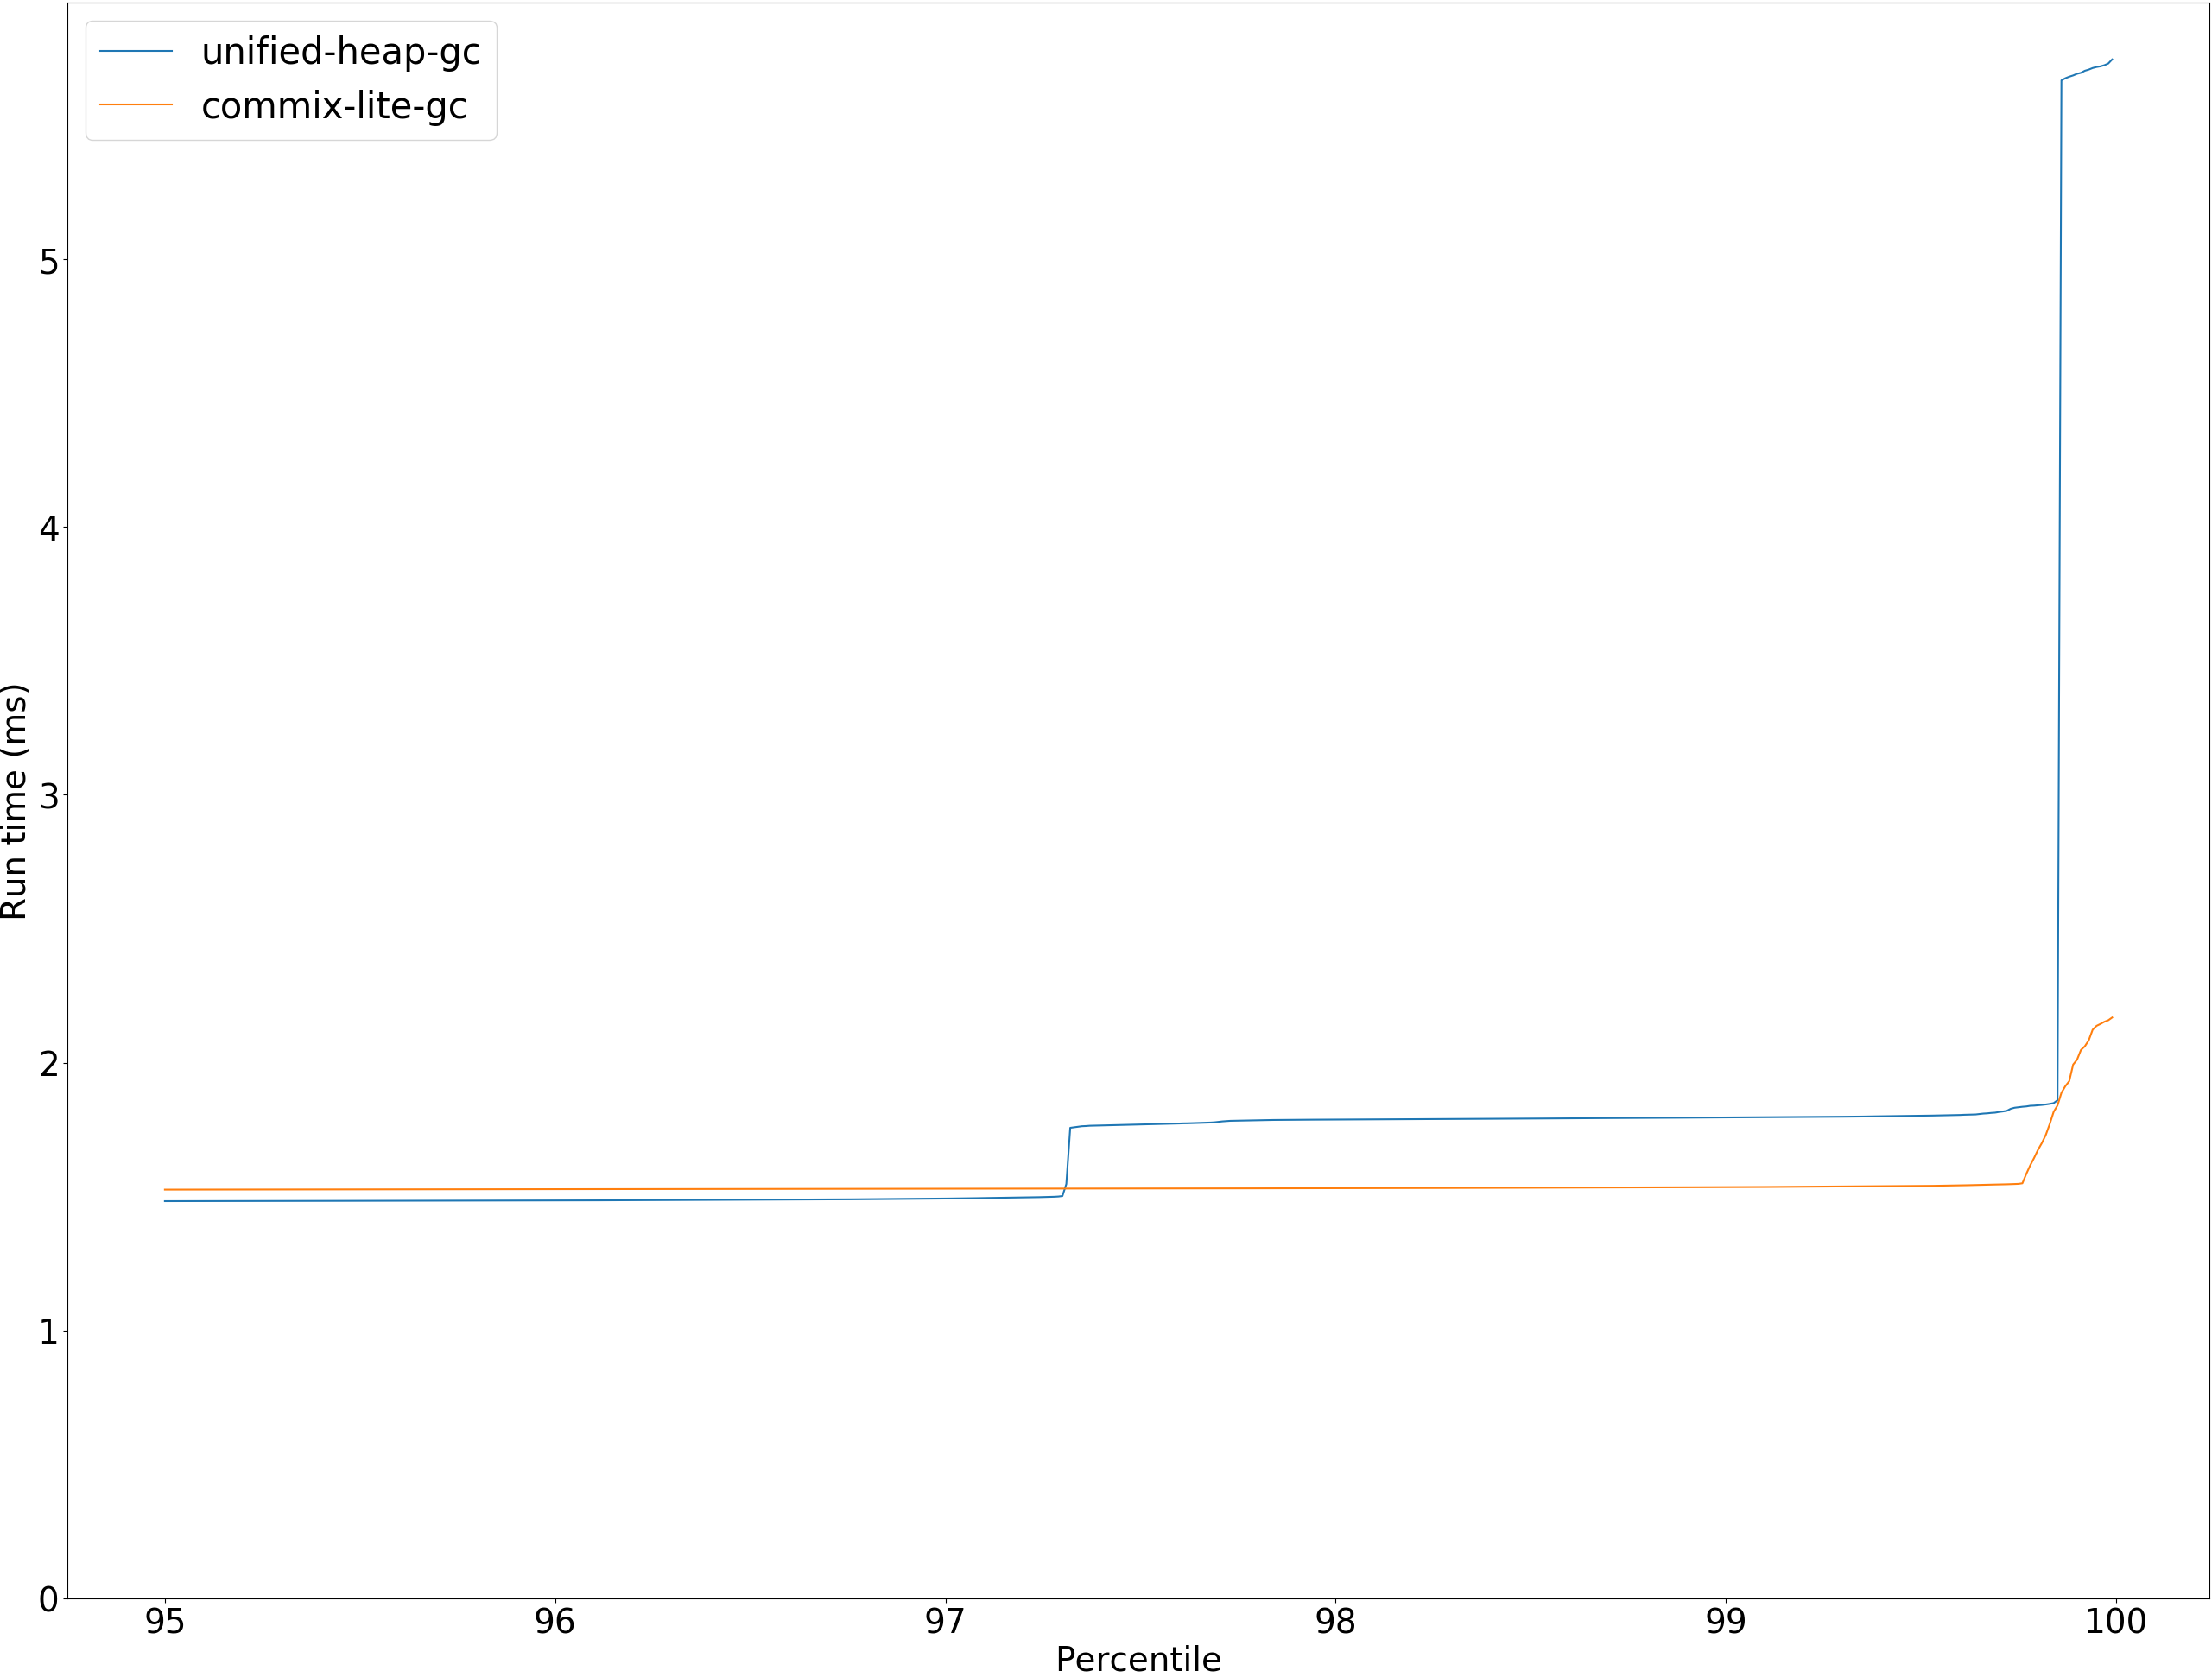 unified-heap-gc
commix-lite-gc
5
4
3
2
1
0
Run time (ms)
95 96 97 98 99 100
Percentile